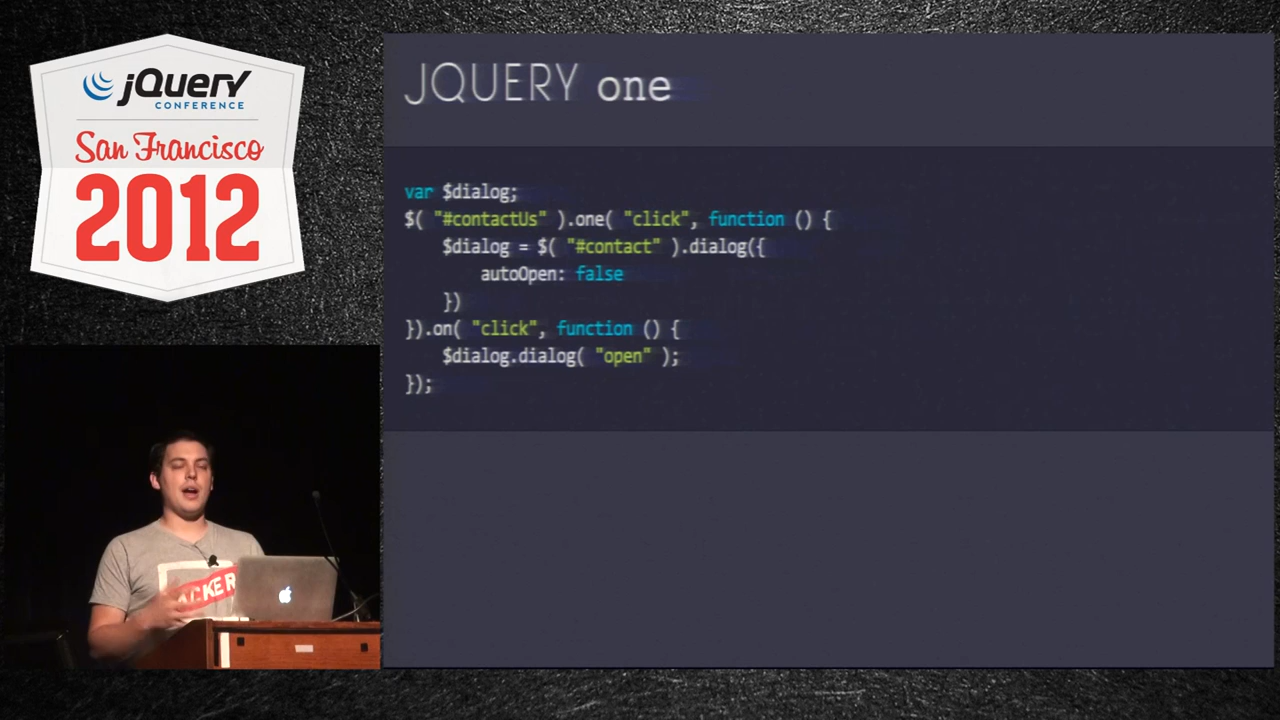 jQuery
CONFERENCE
San Francisco
2012
JQUERY one
var $dialog;
$( "#contactUs" ).one( "click", function () {
    $dialog = $( "#contact" ).dialog({
        autoOpen: false
    })
}).on( "click", function () {
    $dialog.dialog( "open" );
});